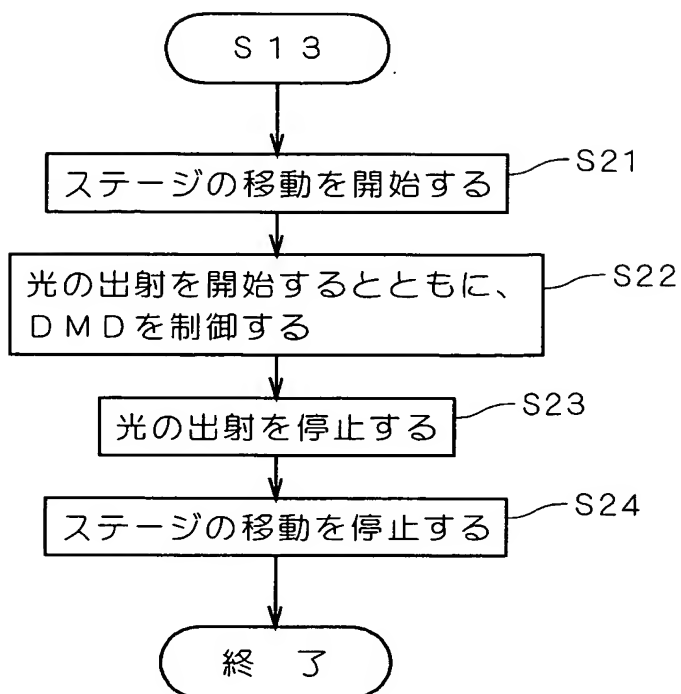 S13
ステージの移動を開始する
S21
光の出射を開始するとともに、
DMDを制御する
S22
光の出射を停止する
S23
ステージの移動を停止する
S24
終 了